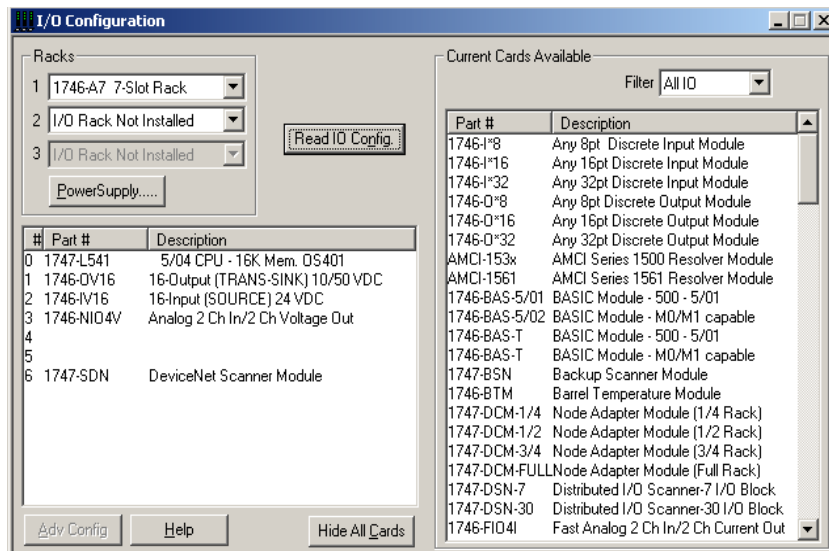 I/O Configuration
Racks
1 1746-A7 7-Slot Rack
2 I/O Rack Not Installed
3 I/O Rack Not Installed
PowerSupply.....
Read IO Config.
# Part # Description
0 1747-L541 5/04 CPU - 16K Mem. OS401
1 1746-OV16 16-Output (TRANS-SINK) 10/50 VDC
2 1746-IV16 16-Input (SOURCE) 24 VDC
3 1746-NIO4V Analog 2 Ch In/2 Ch Voltage Out
4
5
6 1747-SDN DeviceNet Scanner Module
Adv Config Help Hide All Cards
Current Cards Available
Filter All IO
Part # Description
1746-I*8 Any 8pt Discrete Input Module
1746-I*16 Any 16pt Discrete Input Module
1746-I*32 Any 32pt Discrete Input Module
1746-O*8 Any 8pt Discrete Output Module
1746-O*16 Any 16pt Discrete Output Module
1746-O*32 Any 32pt Discrete Output Module
AMCI-153x AMCI Series 1500 Resolver Module
AMCI-1561 AMCI Series 1561 Resolver Module
1746-BAS-5/01 BASIC Module - 500 - 5/01
1746-BAS-5/02 BASIC Module - M0/M1 capable
1746-BAS-T BASIC Module - 500 - 5/01
1746-BAS-T BASIC Module - M0/M1 capable
1747-BSN Backup Scanner Module
1746-BTM Barrel Temperature Module
1747-DCM-1/4 Node Adapter Module (1/4 Rack)
1747-DCM-1/2 Node Adapter Module (1/2 Rack)
1747-DCM-3/4 Node Adapter Module (3/4 Rack)
1747-DCM-FULL Node Adapter Module (Full Rack)
1747-DSN-7 Distributed I/O Scanner-7 I/O Block
1747-DSN-30 Distributed I/O Scanner-30 I/O Block
1746-FIO4I Fast Analog 2 Ch In/2 Ch Current Out